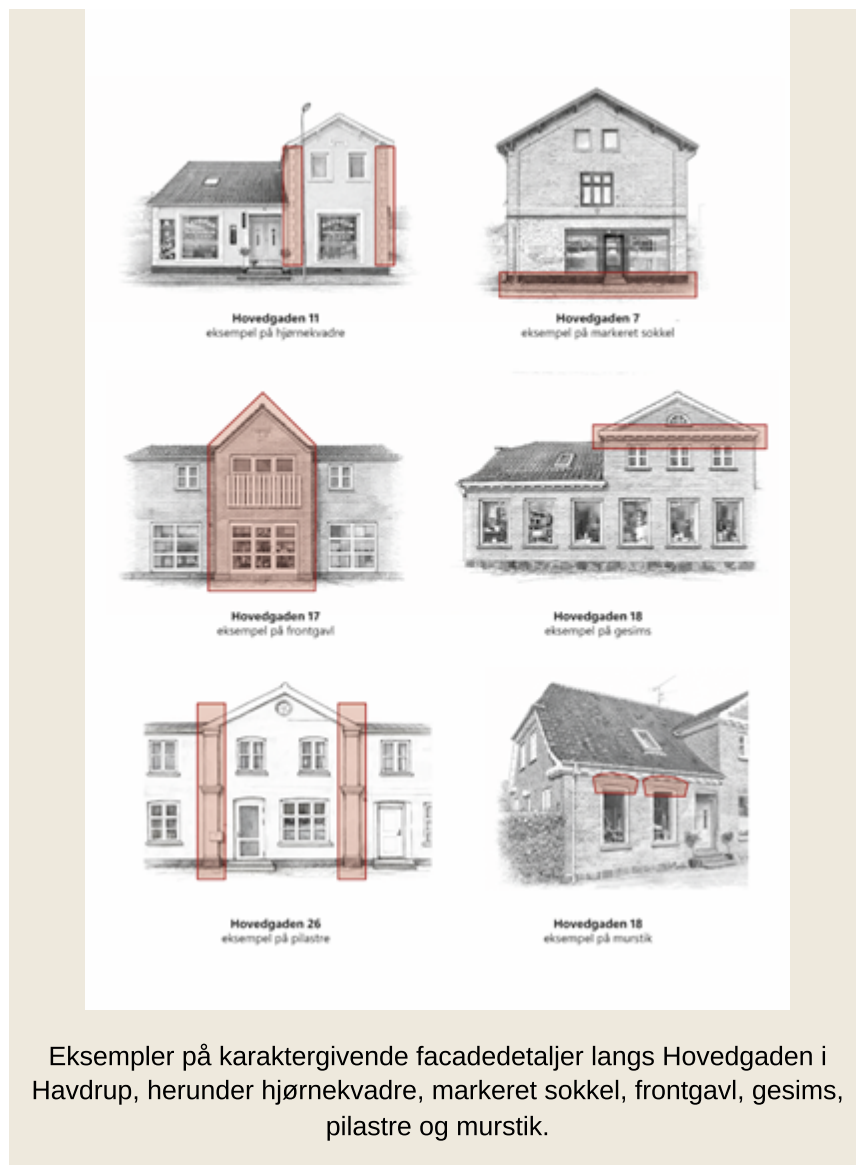 Hovedgaden 11
eksempel på hjørnekvadre
Hovedgaden 7
eksempel på markeret sokkel
Hovedgaden 17
eksempel på frontgavl
Hovedgaden 18
eksempel på gesims
Hovedgaden 26
eksempel på pilastre
Hovedgaden 18
eksempel på murstik
Eksempler på karaktergivende facadedetaljer langs Hovedgaden i
Havdrup, herunder hjørnekvadre, markeret sokkel, frontgavl, gesims,
pilastre og murstik.